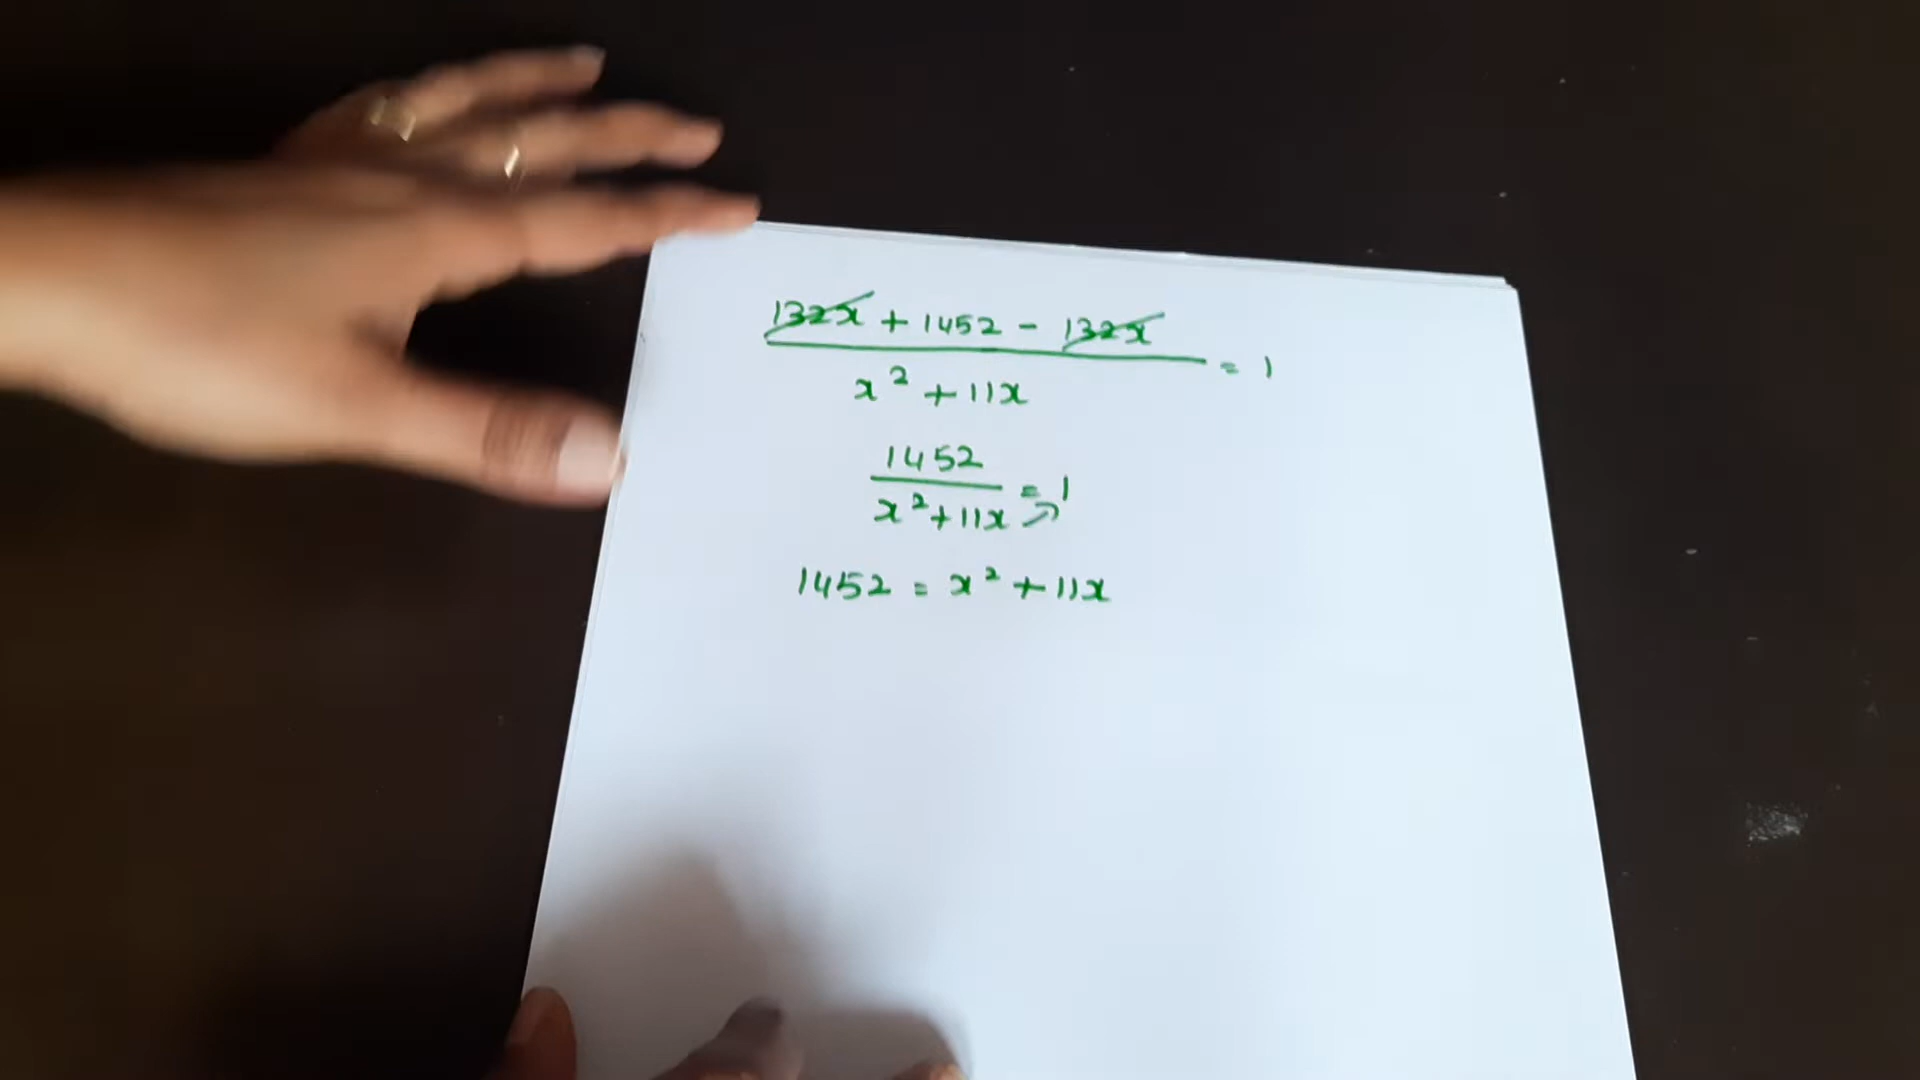 132x + 1452 - 132x = 1
x² + 11x
1452 = 1
x² + 11x
1452 = x² + 11x